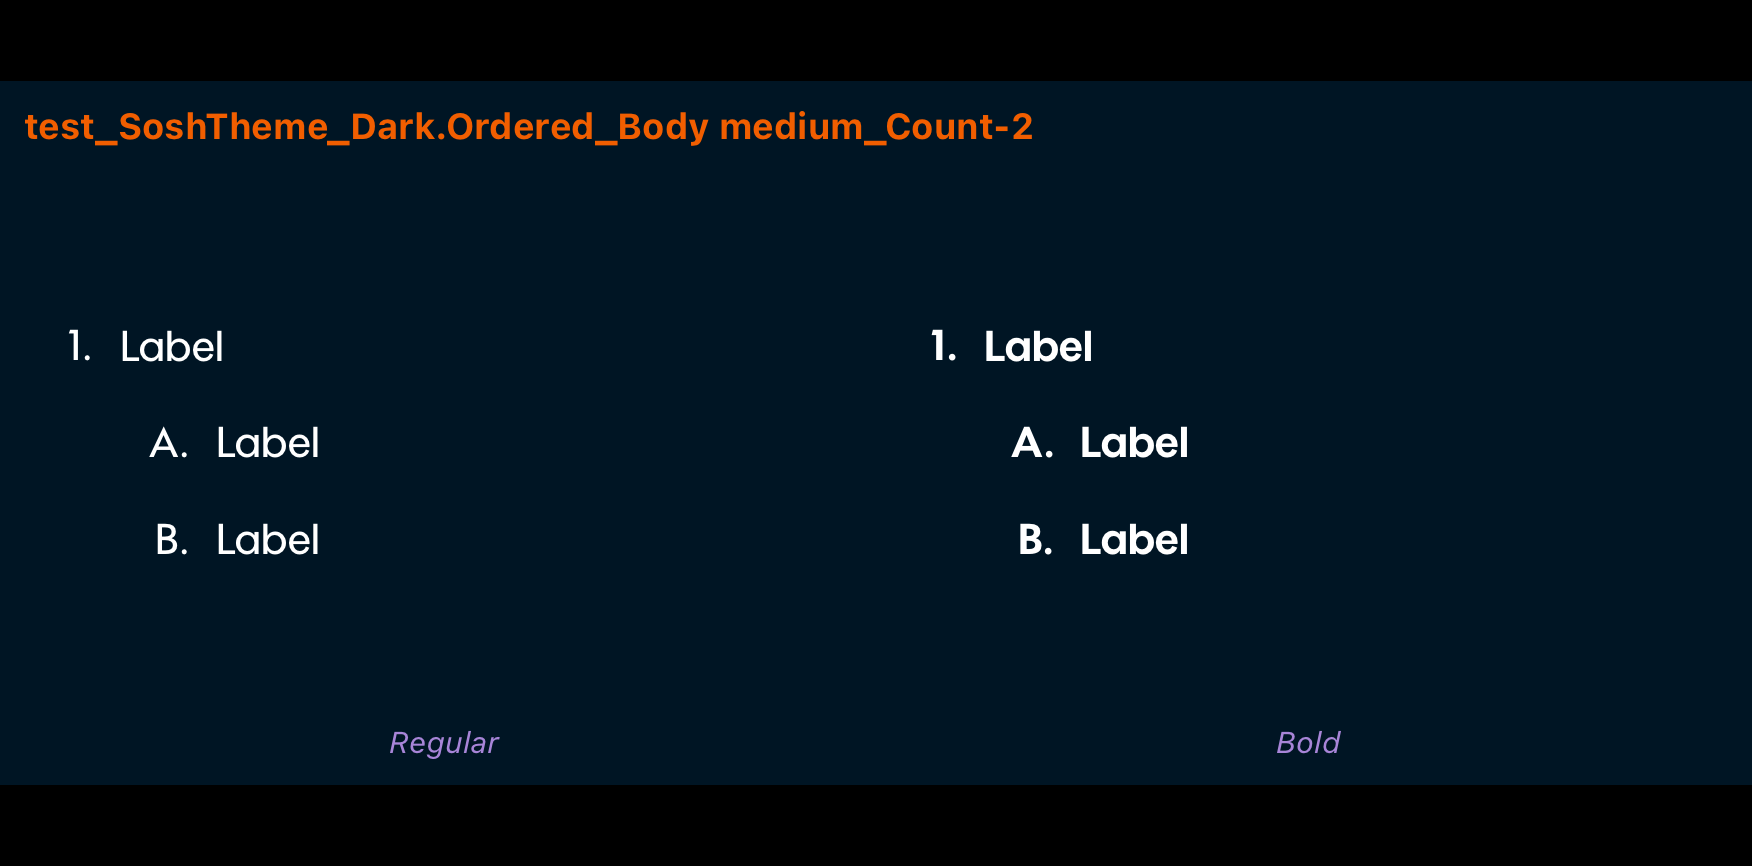 test_SoshTheme_Dark.Ordered_Body medium_Count-2
1. Label
A. Label
B. Label
1. Label
A. Label
B. Label
Regular
Bold